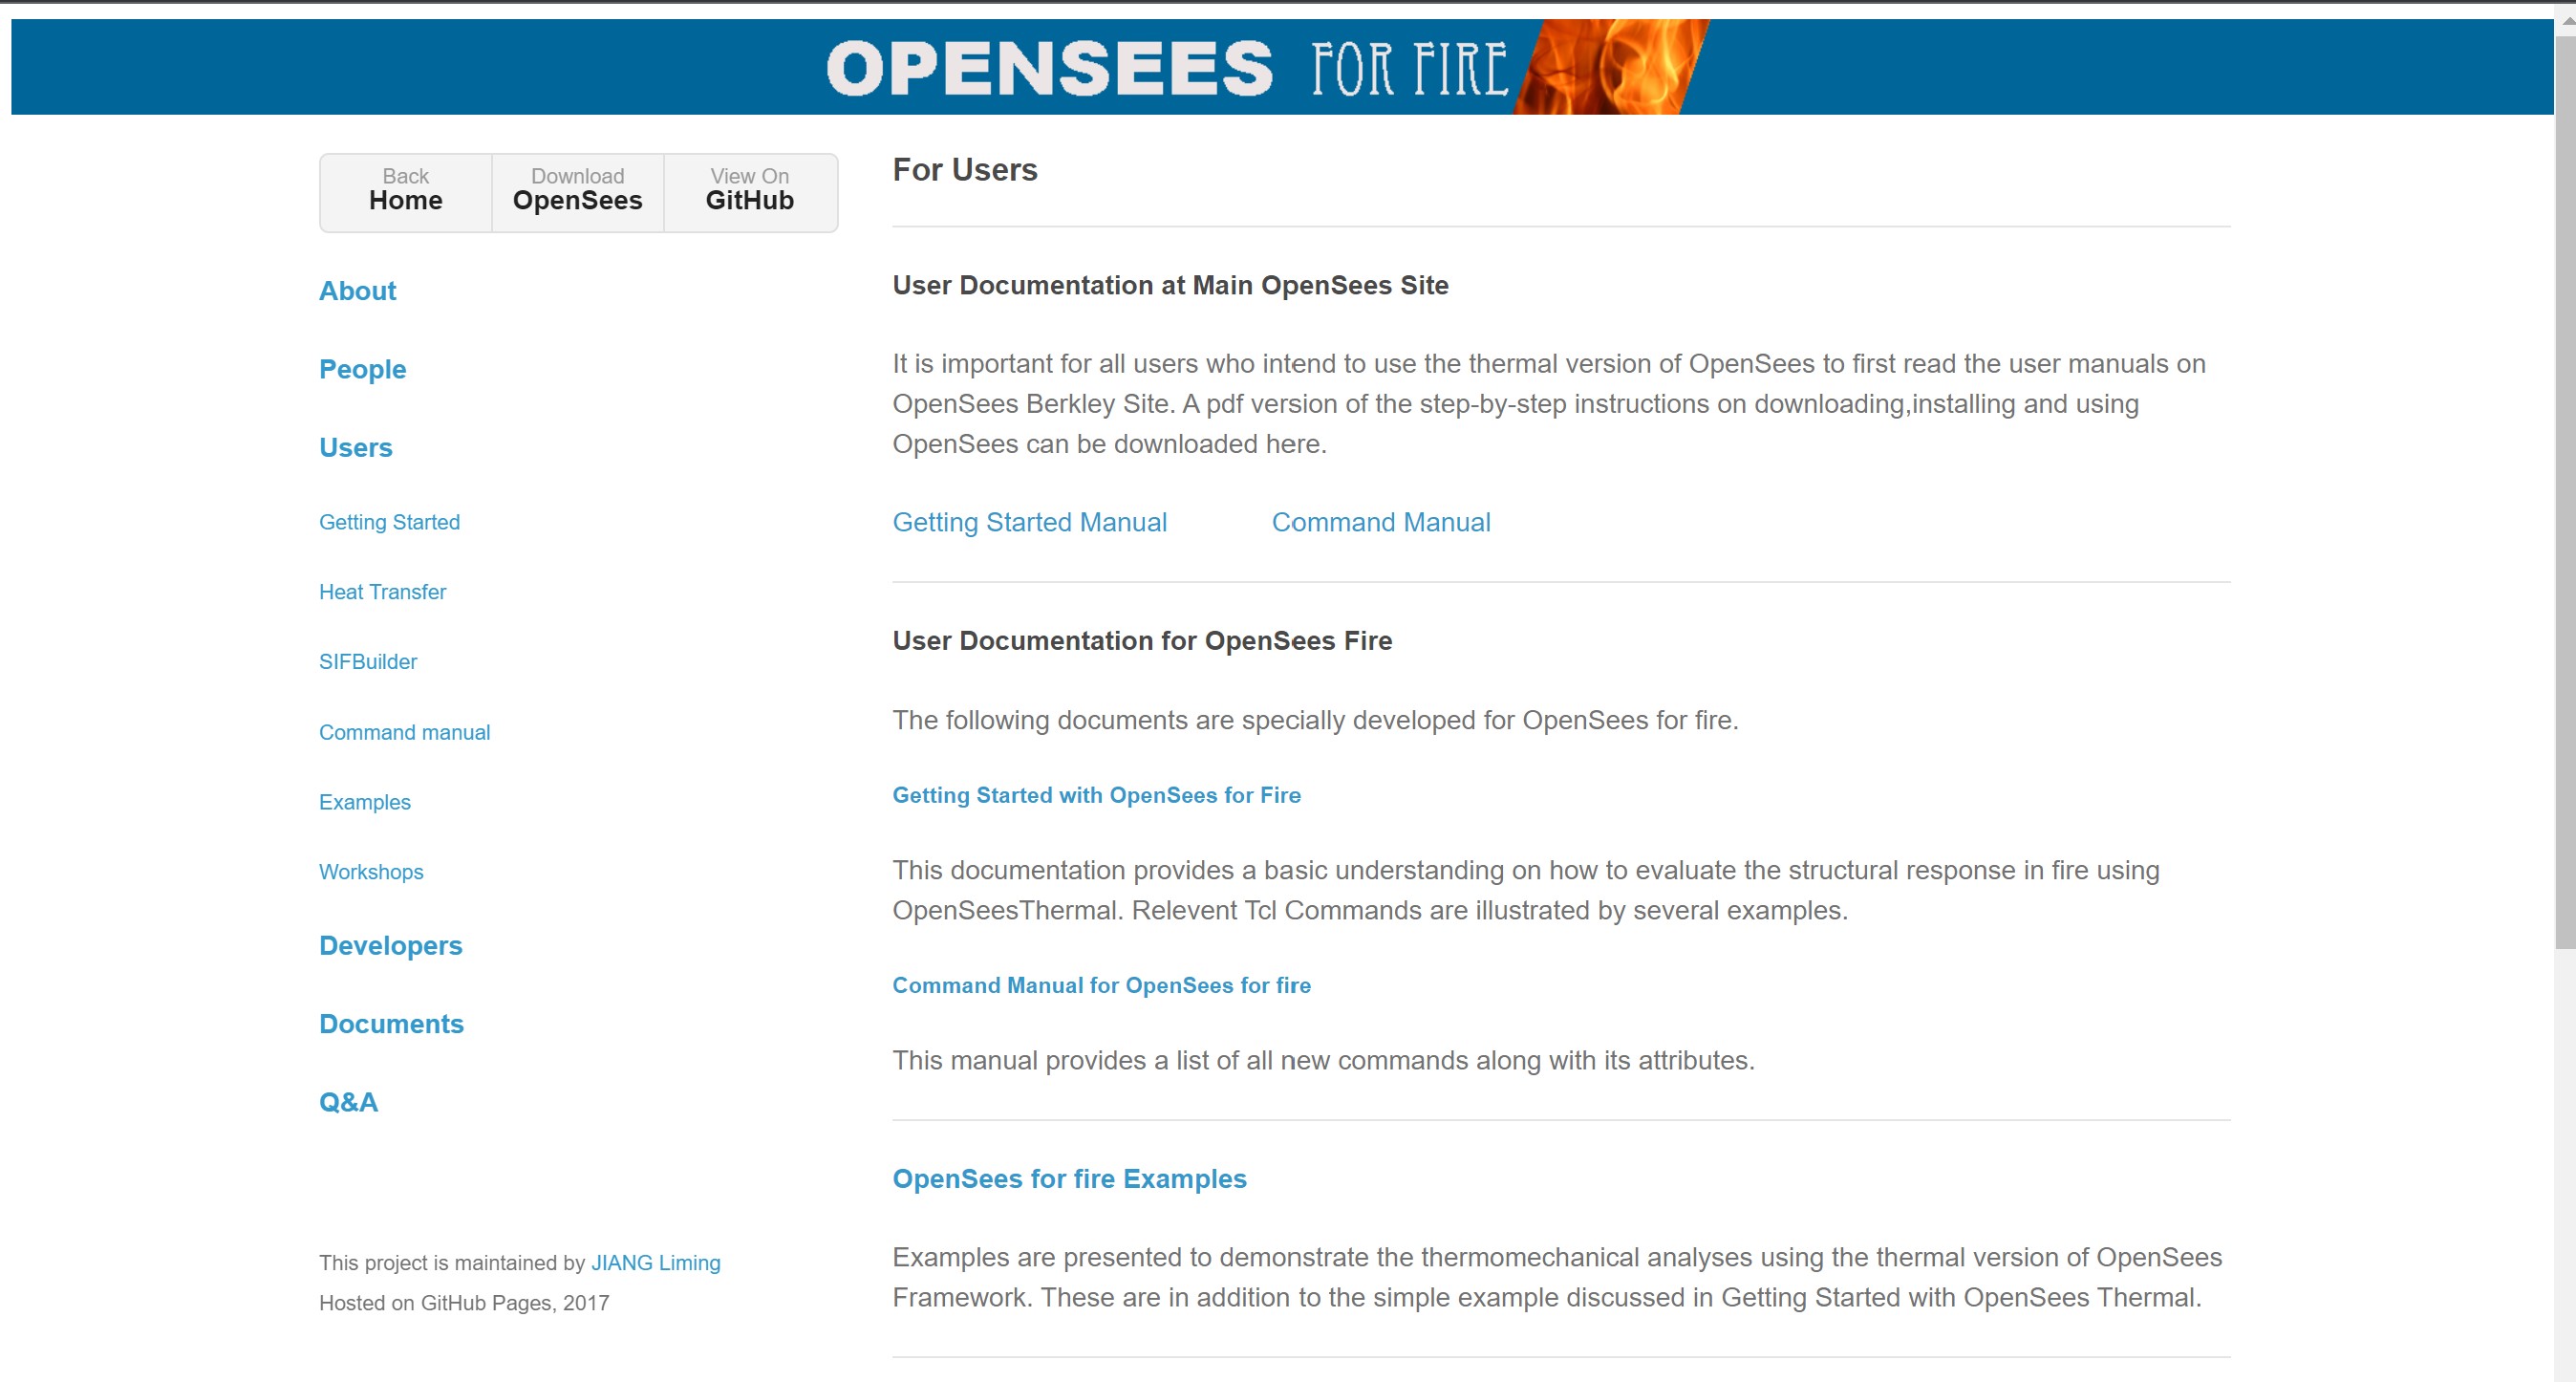 OPENSEES FOR FIRE
Back
Home
Download
OpenSees
View On
GitHub
About
People
Users
Getting Started
Heat Transfer
SIFBuilder
Command manual
Examples
Workshops
Developers
Documents
Q&A
This project is maintained by JIANG Liming
Hosted on GitHub Pages, 2017
For Users
User Documentation at Main OpenSees Site
It is important for all users who intend to use the thermal version of OpenSees to first read the user manuals on
OpenSees Berkley Site. A pdf version of the step-by-step instructions on downloading,installing and using
OpenSees can be downloaded here.
Getting Started Manual Command Manual
User Documentation for OpenSees Fire
The following documents are specially developed for OpenSees for fire.
Getting Started with OpenSees for Fire
This documentation provides a basic understanding on how to evaluate the structural response in fire using
OpenSeesThermal. Relevent Tcl Commands are illustrated by several examples.
Command Manual for OpenSees for fire
This manual provides a list of all new commands along with its attributes.
OpenSees for fire Examples
Examples are presented to demonstrate the thermomechanical analyses using the thermal version of OpenSees
Framework. These are in addition to the simple example discussed in Getting Started with OpenSees Thermal.